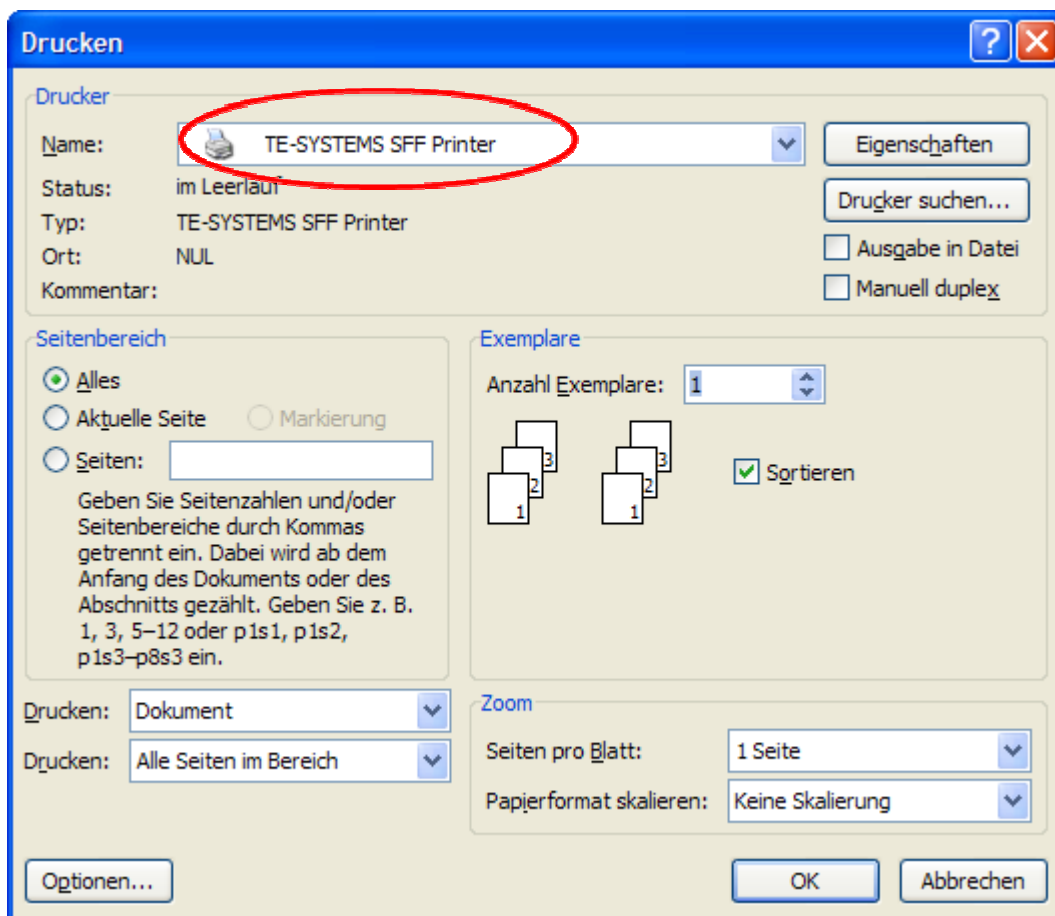 Drucken
Drucker
Name: TE-SYSTEMS SFF Printer Eigenschaften
Status: im Leerlauf Drucker suchen...
Typ: TE-SYSTEMS SFF Printer
Ort: NUL Ausgabe in Datei
Kommentar: Manuell duplex
Seitenbereich
Alles
Aktuelle Seite Markierung
Seiten:
Geben Sie Seitenzahlen und/oder
Seitenbereiche durch Kommas
getrennt ein. Dabei wird ab dem
Anfang des Dokuments oder des
Abschnitts gezählt. Geben Sie z. B.
1, 3, 5–12 oder p1s1, p1s2,
p1s3–p8s3 ein.
Exemplare
Anzahl Exemplare: 1
3 3
2 2
1 1
Sortieren
Drucken: Dokument
Drucken: Alle Seiten im Bereich
Zoom
Seiten pro Blatt: 1 Seite
Papierformat skalieren: Keine Skalierung
Optionen... OK Abbrechen